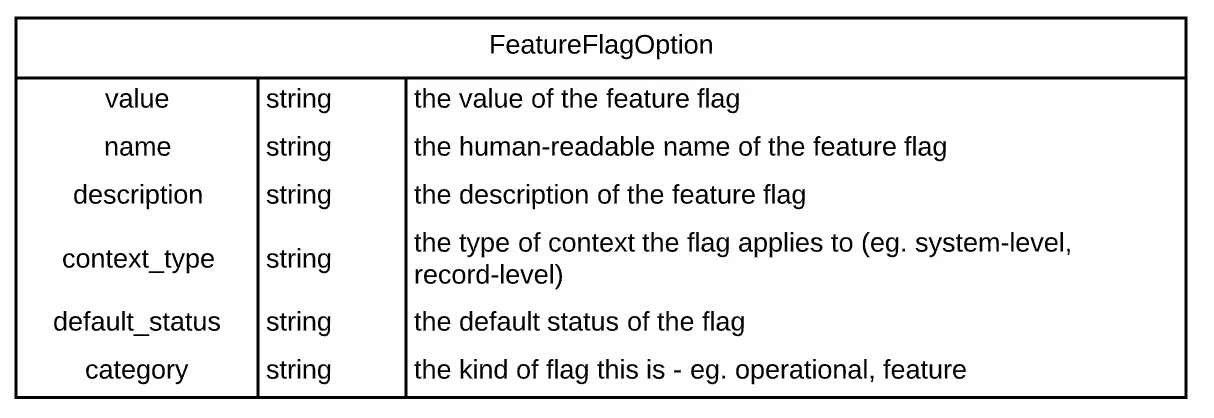 FeatureFlagOption
value string the value of the feature flag
name string the human-readable name of the feature flag
description string the description of the feature flag
context_type string the type of context the flag applies to (eg. system-level,
record-level)
default_status string the default status of the flag
category string the kind of flag this is - eg. operational, feature